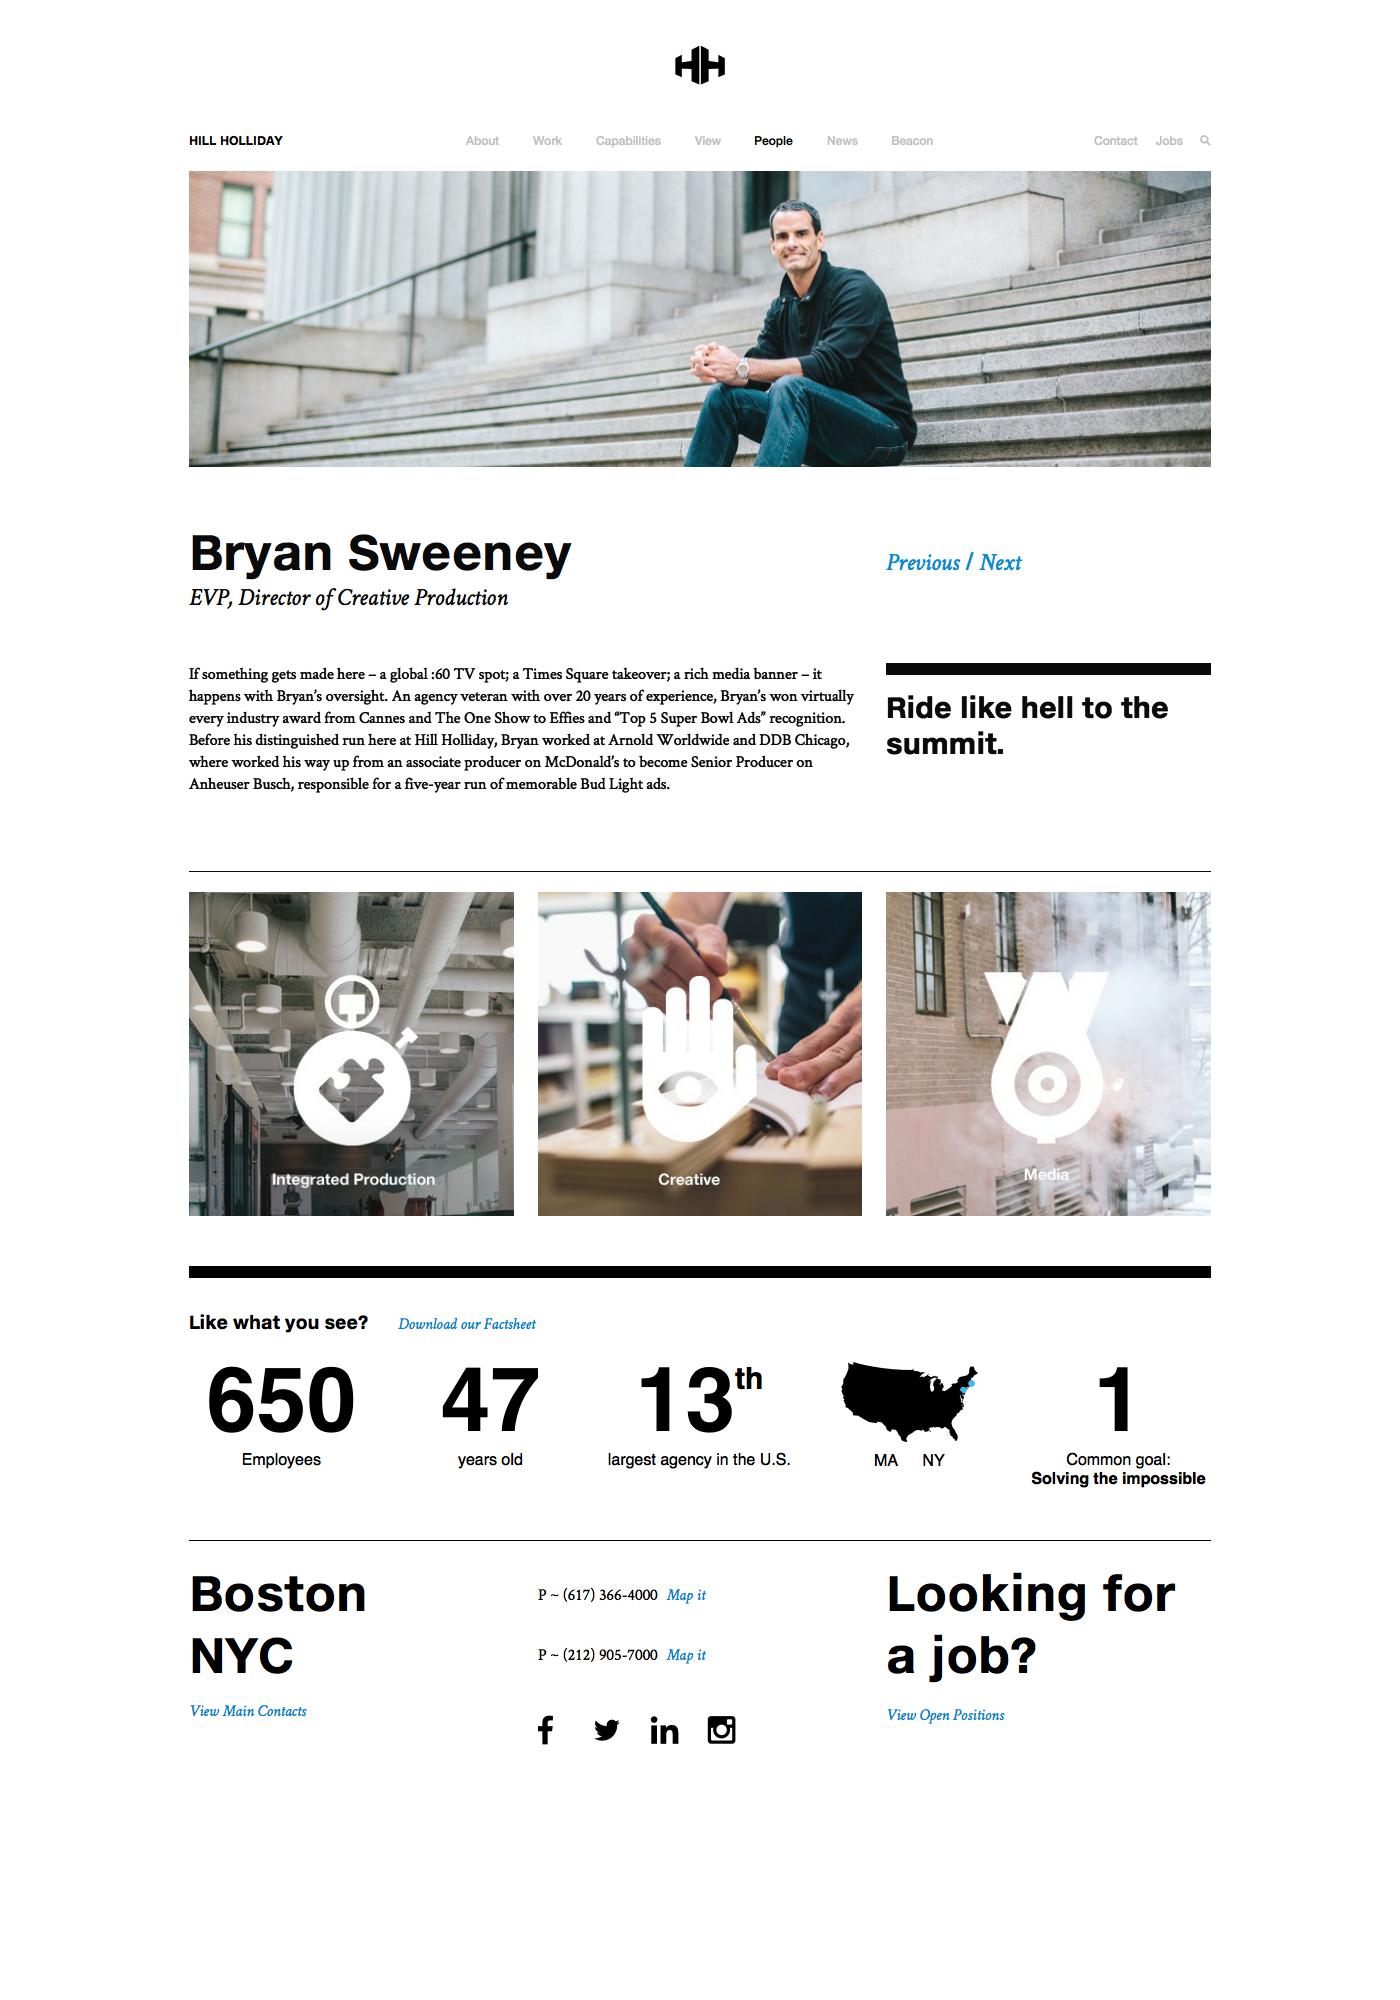 HILL HOLLIDAY
About Work Capabilities View People News Beacon
Contact Jobs
Bryan Sweeney
EVP, Director of Creative Production
Previous / Next
If something gets made here – a global :60 TV spot; a Times Square takeover; a rich media banner – it
happens with Bryan’s oversight. An agency veteran with over 20 years of experience, Bryan’s won virtually
every industry award from Cannes and The One Show to Effies and “Top 5 Super Bowl Ads” recognition.
Before his distinguished run here at Hill Holliday, Bryan worked at Arnold Worldwide and DDB Chicago,
where worked his way up from an associate producer on McDonald’s to become Senior Producer on
Anheuser Busch, responsible for a five-year run of memorable Bud Light ads.
Ride like hell to the
summit.
Integrated Production
Creative
Media
Like what you see? Download our Factsheet
650
Employees
47
years old
13th
largest agency in the U.S.
MA NY
1
Common goal:
Solving the impossible
Boston
NYC
View Main Contacts
P ~ (617) 366-4000 Map it
P ~ (212) 905-7000 Map it
Looking for
a job?
View Open Positions